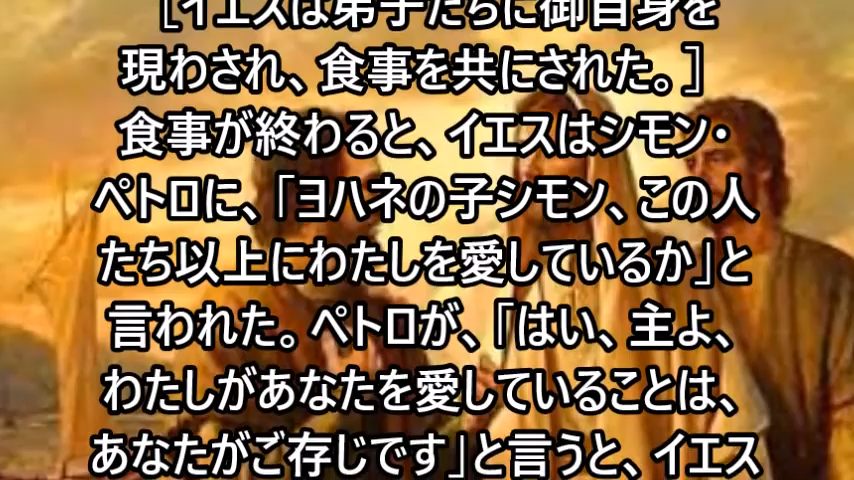 [イエスは弟子たちに御自身を
現わされ、食事を共にされた。]
食事が終わると、イエスはシモン・
ペトロに、「ヨハネの子シモン、この人
たち以上にわたしを愛しているか」と
言われた。ペトロが、「はい、主よ、
わたしがあなたを愛していることは、
あなたがご存じです」と言うと、イエス